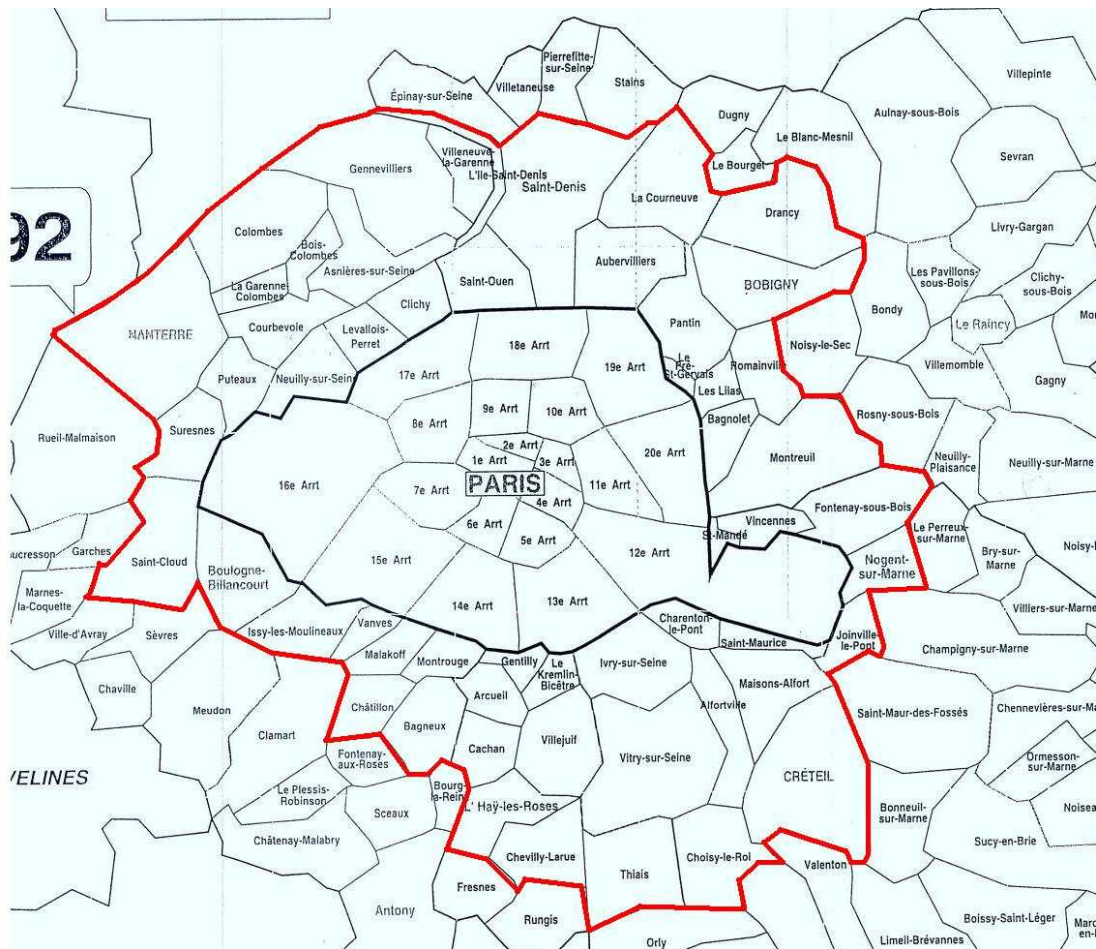 Pierrefitte-
sur-Seine
Villetaneuse
Stains
Villepinte
Épinay-sur-Seine
Dugny
Aulnay-sous-Bois
Le Blanc-Mesnil
Villeneuve-
la-Garenne
Sevran
Gennevilliers
L'Ile-Saint-Denis
Le Bourget
Saint-Denis
La Courneuve
Drancy
Livry-Gargan
92
Colombes
Bois-
Colombes
Asnières-sur-Seine
Aubervilliers
Saint-Ouen
Les Pavillons-
sous-Bois
Clichy-
sous-Bois
La Garenne
Colombes
BOBIGNY
Clichy
Bondy
Mon
NANTERRE
Courbevoie
Levallois-
Perret
Pantin
Le Raincy
18e Arrt
Noisy-le-Sec
Le
Pré-
St-Gervais
Romainville
Villemomble
Puteaux
Neuilly-sur-Sein
17e Arrt
19e Arrt
Gagny
Les Lilas
9e Arrt
10e Arrt
Rosny-sous-Bois
8e Arrt
Bagnolet
Suresnes
Rueil-Malmaison
2e Arrt
20e Arrt
Montreuil
Neuilly-
Plaisance
Neuilly-sur-Marne
1e Arrt
3e Arrt
16e Arrt
7e Arrt
PARIS
11e Arrt
4e Arrt
Fontenay-sous-Bois
6e Arrt
Vincennes
Le Perreux
sur-Marne
St-Mandé
5e Arrt
Noisy-l
aucresson
Garches
Saint-Cloud
15e Arrt
12e Arrt
Bry-sur-
Marne
Nogent-
sur-Marne
Boulogne-
Billancourt
Marnes-
la-Coquette
14e Arrt
13e Arrt
Villiers-sur-Marne
Ville-d'Avray
Sèvres
Issy-les-Moulineaux
Vanves
Charenton-
le-Pont
Saint-Maurice
Joinville-
le-Pont
Champigny-sur-Marne
Malakoff
Montrouge
Gentilly
Le
Kremlin-
Bicêtre
Ivry-sur-Seine
Chaville
Meudon
Arcueil
Maisons-Alfort
Châtillon
Alfortville
Saint-Maur-des-Fossés
Chennevières-sur-Ma
Clamart
Bagneux
Cachan
Villejuif
Vitry-sur-Seine
Fontenay-
aux-Roses
Ormesson-
sur-Marne
VELINES
CRÉTEIL
Bourg-
la-Rein
Le Plessis-
Robinson
L' Haÿ-les-Roses
Bonneuil-
sur-Marne
Noisea
Sceaux
Châtenay-Malabry
Sucy-en-Brie
Chevilly-Larue
Choisy-le-Roi
Valenton
Thiais
Fresnes
Antony
Rungis
Boissy-Saint-Léger
Marc
en-
Orly
Limeil-Brévannes